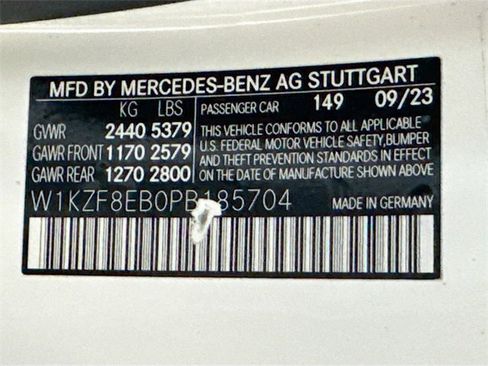 MFD BY MERCEDES-BENZ AG STUTTGART
KG LBS PASSENGER CAR 149 09/23
GVWR 2440 5379
GAWR FRONT 1170 2579
GAWR REAR 1270 2800
THIS VEHICLE CONFORMS TO ALL APPLICABLE
U.S. FEDERAL MOTOR VEHICLE SAFETY,BUMPER
AND THEFT PREVENTION STANDARDS IN EFFECT
ON THE DATE OF MANUFACTURE SHOWN ABOVE
W1KZF8EB0PB185704 MADE IN GERMANY